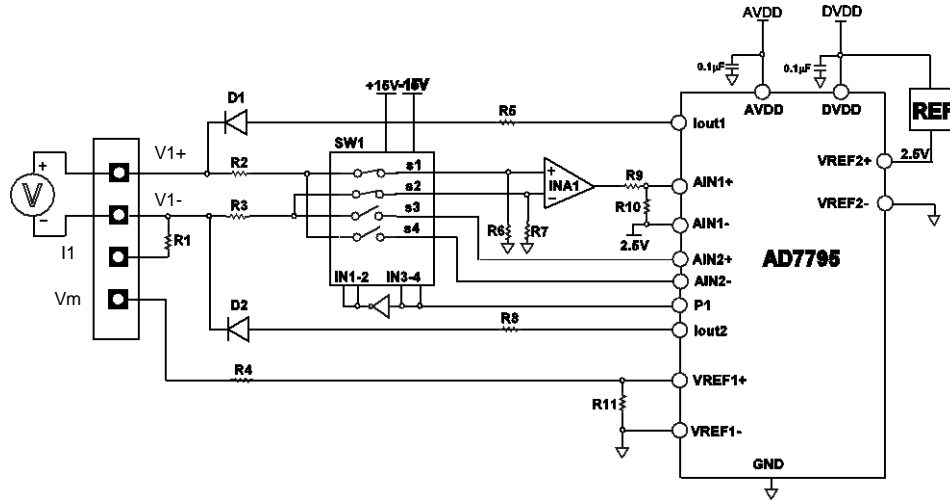 AVDD
DVDD
0.1µF
0.1µF
+15V
-15V
D1
R5
Iout1
AVDD
DVDD
REF
SW1
V1+
R2
s1
+
INA1
R9
AIN1+
VREF2+
2.5V
+
V
−
s2
−
V1-
R3
s3
R10
AIN1-
VREF2-
I1
R1
s4
R6
R7
2.5V
AIN2+
AD7795
IN1-2
IN3-4
AIN2-
Vm
P1
D2
R8
Iout2
R4
VREF1+
R11
VREF1-
GND